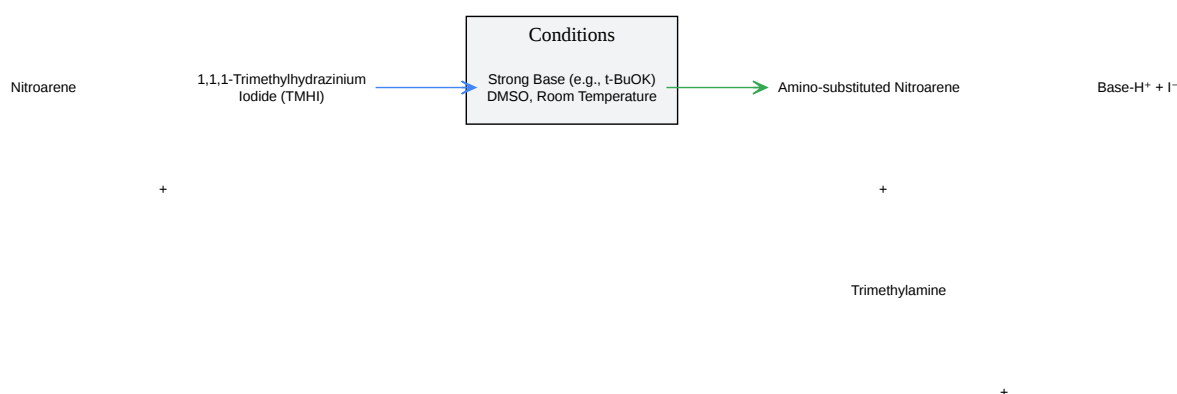 Conditions
Nitroarene
1,1,1-Trimethylhydrazinium
Iodide (TMHI)
Strong Base (e.g., t-BuOK)
DMSO, Room Temperature
Amino-substituted Nitroarene
Base-H⁺ + I⁻
+
+
Trimethylamine
+